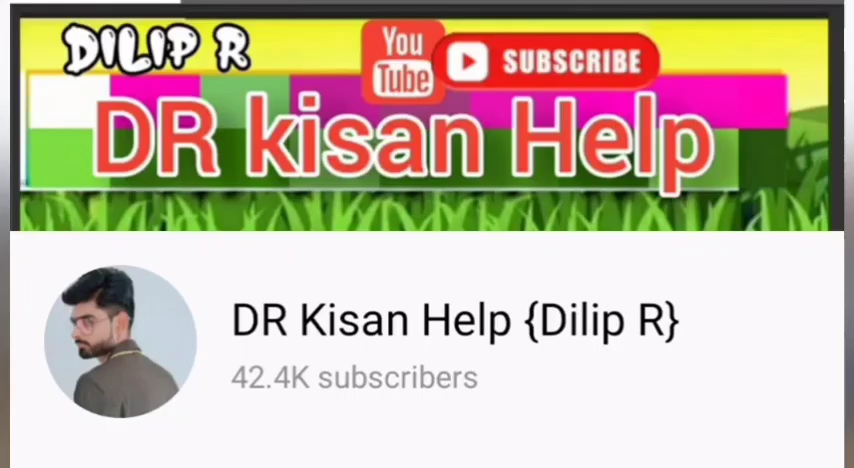 DILIP R
You
Tube
SUBSCRIBE
DR kisan Help
DR Kisan Help {Dilip R}
42.4K subscribers